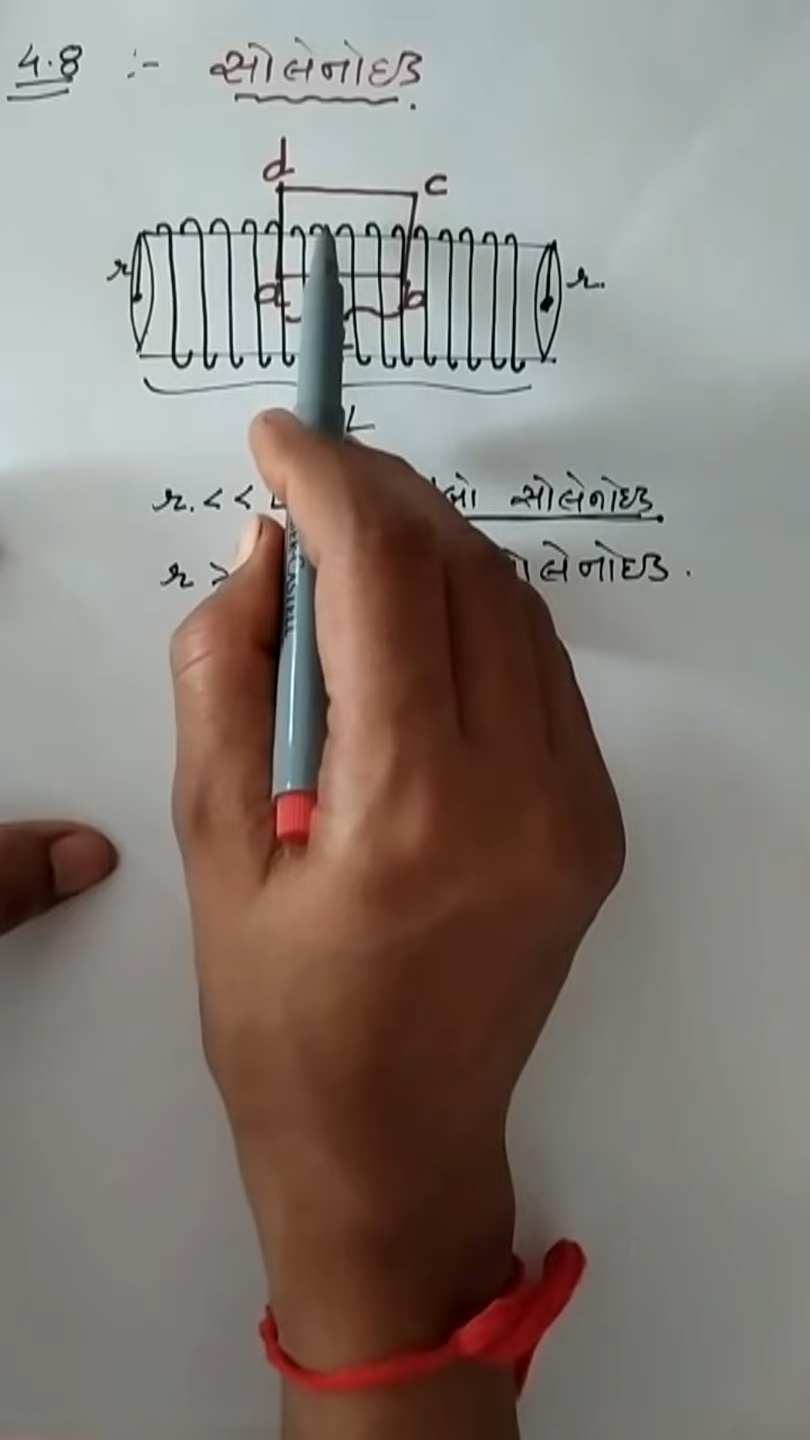 4.8 :- સોલેનોઇડ.
d c
r r.
a b
L
r. << સોલેનોઇડ
r > સોલેનોઇડ.